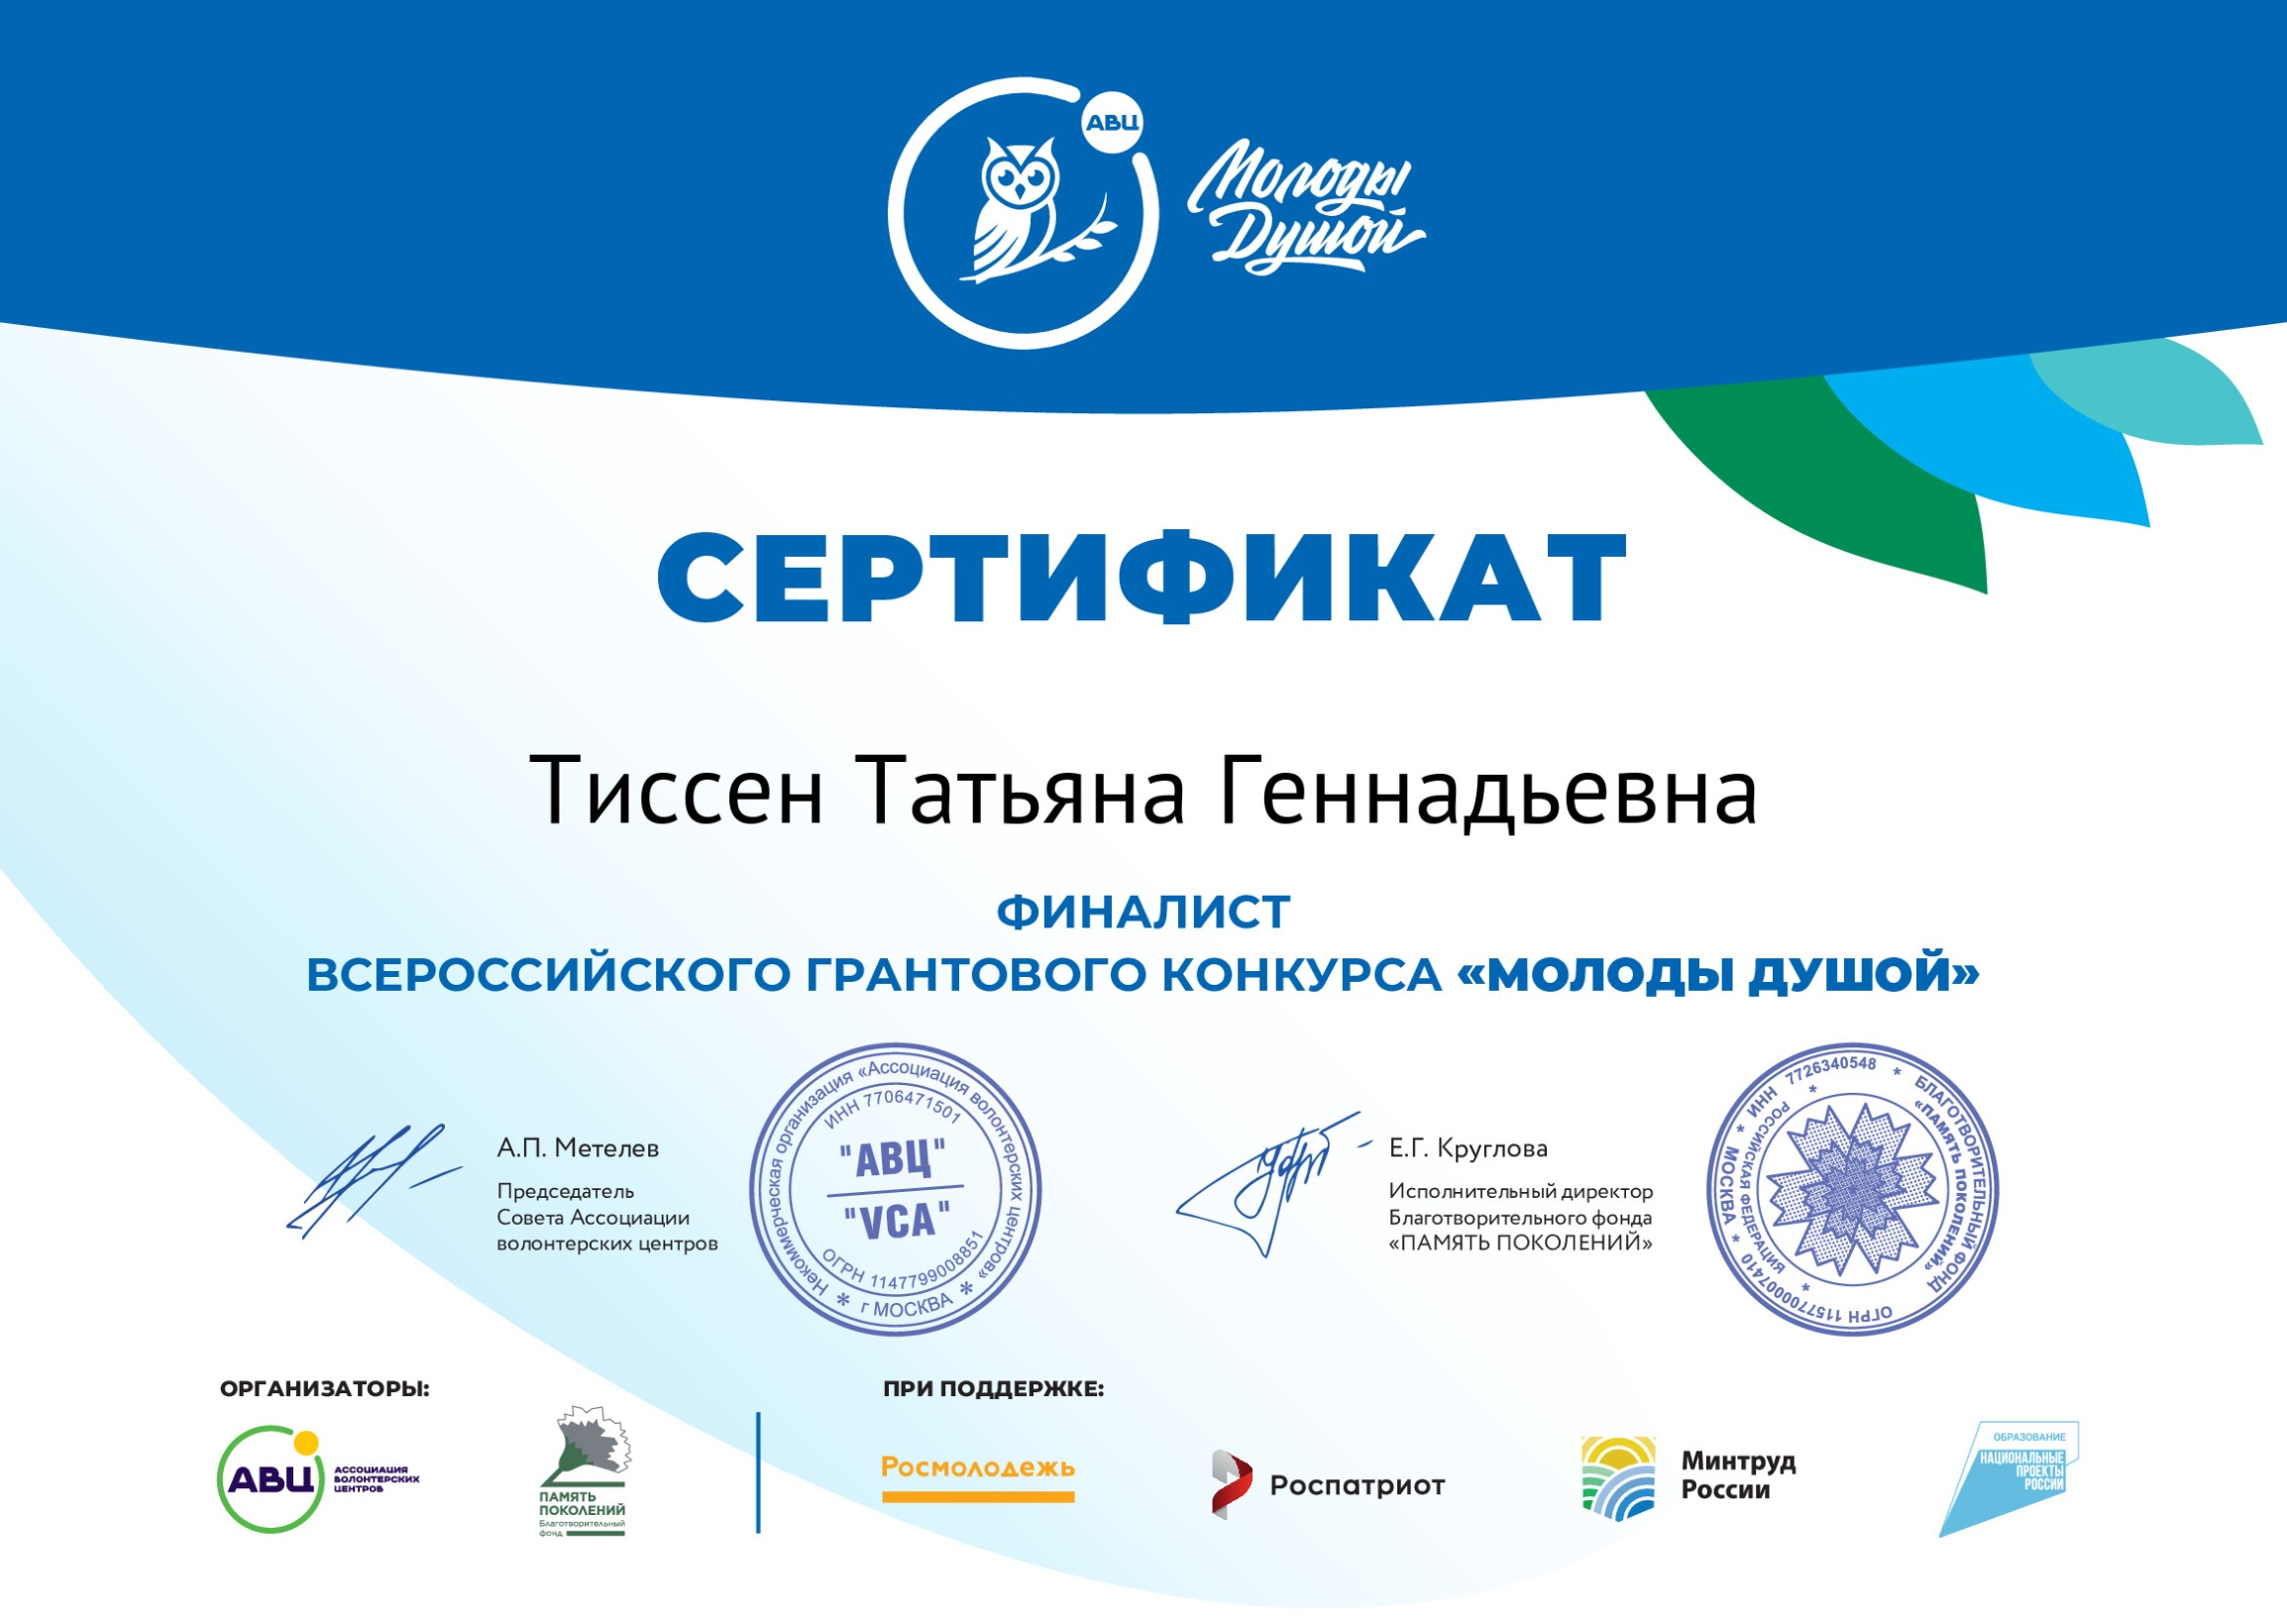 АВЦ
Молоды
Душой
СЕРТИФИКАТ
Тиссен Татьяна Геннадьевна
ФИНАЛИСТ
ВСЕРОССИЙСКОГО ГРАНТОВОГО КОНКУРСА «МОЛОДЫ ДУШОЙ»
А.П. Метелев
Председатель
Совета Ассоциации
волонтерских центров
Некоммерческая организация «Ассоциация волонтерских центров»
* г МОСКВА *
ИНН 7706471501
"АВЦ"
"VCA"
ОГРН 1147799008851
Е.Г. Круглова
Исполнительный директор
Благотворительного фонда
«ПАМЯТЬ ПОКОЛЕНИЙ»
* МОСКВА * ИНН 7726340548 * БЛАГОТВОРИТЕЛЬНЫЙ ФОНД
ОГРН 1157700007410
* РОССИЙСКАЯ ФЕДЕРАЦИЯ *
«ПАМЯТЬ ПОКОЛЕНИЙ»
ОРГАНИЗАТОРЫ:
АВЦ
АССОЦИАЦИЯ
ВОЛОНТЕРСКИХ
ЦЕНТРОВ
ПАМЯТЬ
ПОКОЛЕНИЙ
Благотворительный
фонд
ПРИ ПОДДЕРЖКЕ:
Росмолодежь
Роспатриот
Минтруд
России
ОБРАЗОВАНИЕ
НАЦИОНАЛЬНЫЕ
ПРОЕКТЫ
РОССИИ